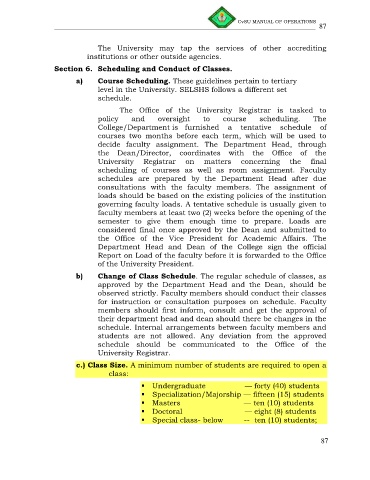 CvSU MANUAL OF OPERATIONS
87
The University may tap the services of other accrediting
institutions or other outside agencies.
Section 6. Scheduling and Conduct of Classes.
a) Course Scheduling. These guidelines pertain to tertiary
level in the University. SELSHS follows a different set
schedule.
The Office of the University Registrar is tasked to
policy and oversight to course scheduling. The
College/Department is furnished a tentative schedule of
courses two months before each term, which will be used to
decide faculty assignment. The Department Head, through
the Dean/Director, coordinates with the Office of the
University Registrar on matters concerning the final
scheduling of courses as well as room assignment. Faculty
schedules are prepared by the Department Head after due
consultations with the faculty members. The assignment of
loads should be based on the existing policies of the institution
governing faculty loads. A tentative schedule is usually given to
faculty members at least two (2) weeks before the opening of the
semester to give them enough time to prepare. Loads are
considered final once approved by the Dean and submitted to
the Office of the Vice President for Academic Affairs. The
Department Head and Dean of the College sign the official
Report on Load of the faculty before it is forwarded to the Office
of the University President.
b) Change of Class Schedule. The regular schedule of classes, as
approved by the Department Head and the Dean, should be
observed strictly. Faculty members should conduct their classes
for instruction or consultation purposes on schedule. Faculty
members should first inform, consult and get the approval of
their department head and dean should there be changes in the
schedule. Internal arrangements between faculty members and
students are not allowed. Any deviation from the approved
schedule should be communicated to the Office of the
University Registrar.
c.) Class Size. A minimum number of students are required to open a
class:
▪ Undergraduate — forty (40) students
▪ Specialization/Majorship — fifteen (15) students
▪ Masters — ten (10) students
▪ Doctoral — eight (8) students
▪ Special class- below -- ten (10) students;
87